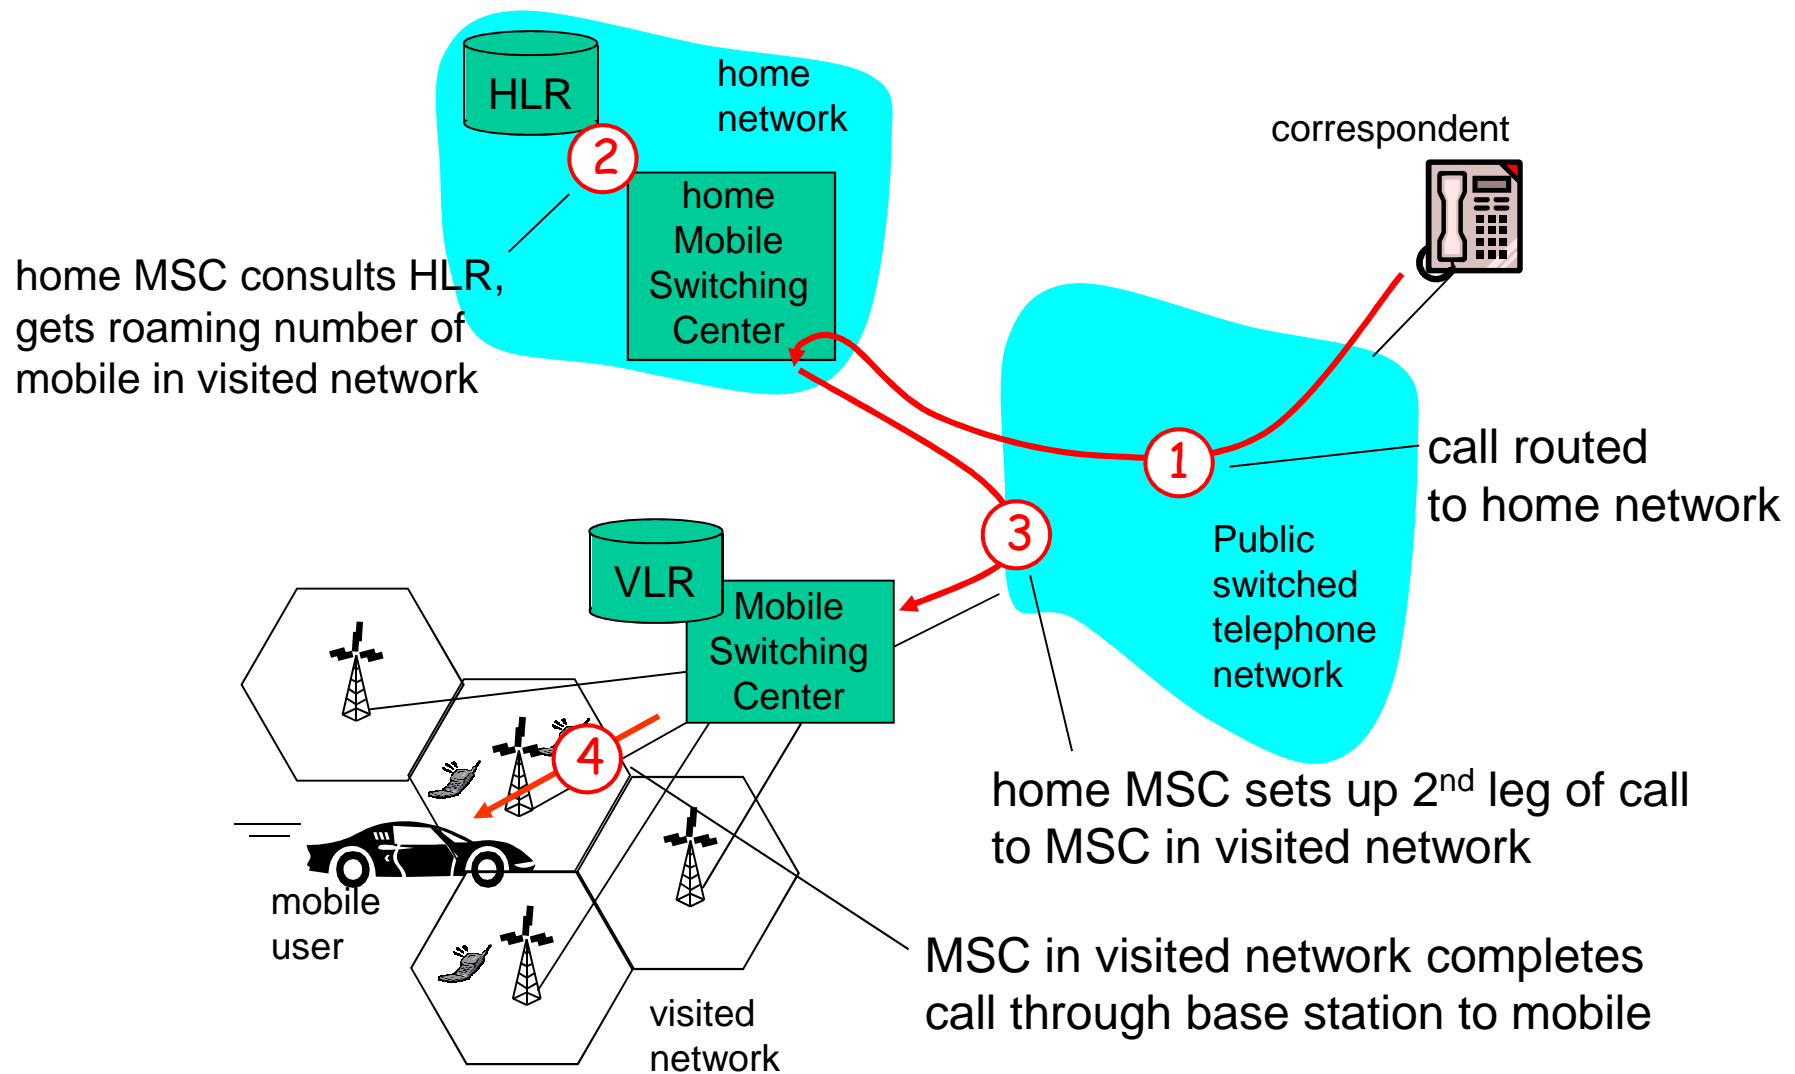 HLR
home
network
correspondent
2
home
Mobile
Switching
Center
home MSC consults HLR,
gets roaming number of
mobile in visited network
1
call routed
to home network
3
Public
switched
telephone
network
VLR
Mobile
Switching
Center
4
home MSC sets up 2nd leg of call
to MSC in visited network
mobile
user
MSC in visited network completes
call through base station to mobile
visited
network